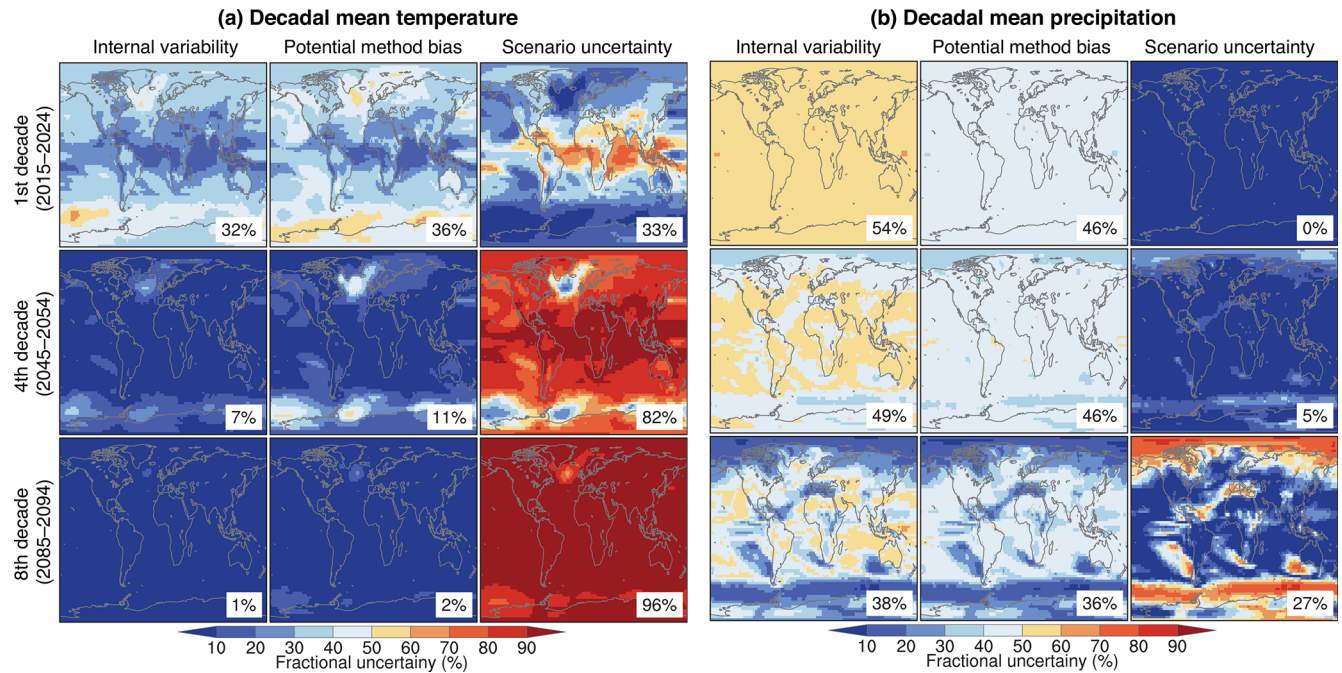 (a) Decadal mean temperature
(b) Decadal mean precipitation
Internal variability
Potential method bias
Scenario uncertainty
Internal variability
Potential method bias
Scenario uncertainty
1st decade
(2015–2024)
32%
36%
33%
54%
46%
0%
4th decade
(2045–2054)
7%
11%
82%
49%
46%
5%
8th decade
(2085–2094)
1%
2%
96%
38%
36%
27%
10 20 30 40 50 60 70 80 90
Fractional uncertainy (%)
10 20 30 40 50 60 70 80 90
Fractional uncertainy (%)